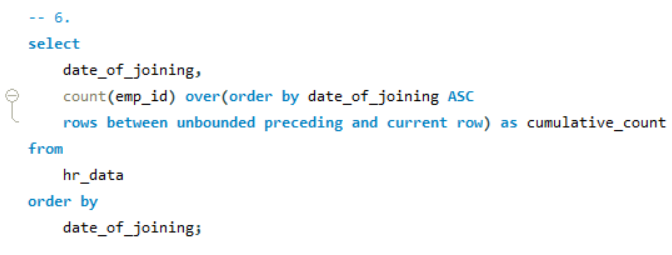 -- 6.
select
date_of_joining,
count(emp_id) over(order by date_of_joining ASC
rows between unbounded preceding and current row) as cumulative_count
from
hr_data
order by
date_of_joining;